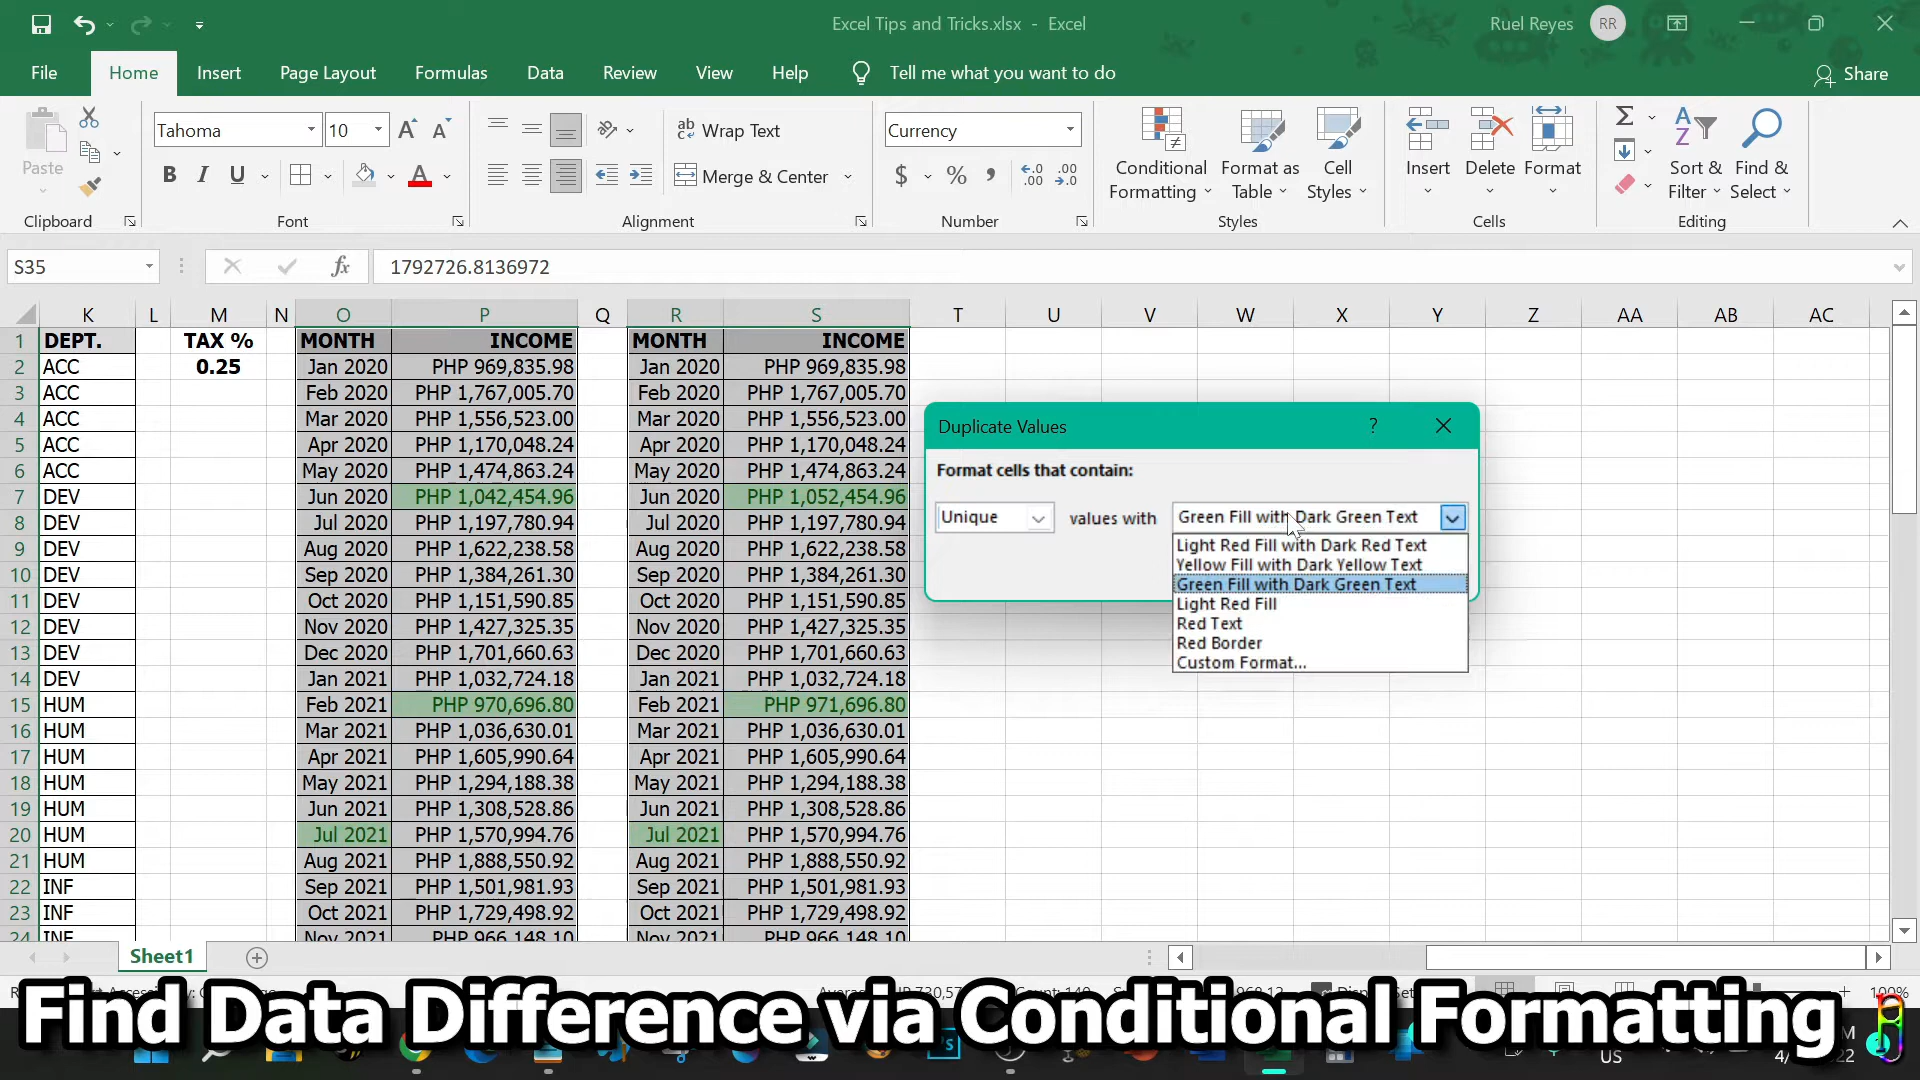 Excel Tips and Tricks.xlsx - Excel
Ruel Reyes RR
File Home Insert Page Layout Formulas Data Review View Help Tell me what you want to do Share
Paste
Clipboard
Tahoma 10
B I U
Font
Wrap Text
Merge & Center
Alignment
Currency
$ % ,
Number
Conditional Formatting
Format as Table
Cell Styles
Styles
Insert Delete Format
Cells
Sort & Filter
Find & Select
Editing
S35 fx 1792726.8136972
K L M N O P Q R S T U V W X Y Z AA AB AC
1 DEPT. TAX % MONTH INCOME MONTH INCOME
2 ACC 0.25 Jan 2020 PHP 969,835.98 Jan 2020 PHP 969,835.98
3 ACC Feb 2020 PHP 1,767,005.70 Feb 2020 PHP 1,767,005.70
4 ACC Mar 2020 PHP 1,556,523.00 Mar 2020 PHP 1,556,523.00
5 ACC Apr 2020 PHP 1,170,048.24 Apr 2020 PHP 1,170,048.24
6 ACC May 2020 PHP 1,474,863.24 May 2020 PHP 1,474,863.24
7 DEV Jun 2020 PHP 1,042,454.96 Jun 2020 PHP 1,052,454.96
8 DEV Jul 2020 PHP 1,197,780.94 Jul 2020 PHP 1,197,780.94
9 DEV Aug 2020 PHP 1,622,238.58 Aug 2020 PHP 1,622,238.58
10 DEV Sep 2020 PHP 1,384,261.30 Sep 2020 PHP 1,384,261.30
11 DEV Oct 2020 PHP 1,151,590.85 Oct 2020 PHP 1,151,590.85
12 DEV Nov 2020 PHP 1,427,325.35 Nov 2020 PHP 1,427,325.35
13 DEV Dec 2020 PHP 1,701,660.63 Dec 2020 PHP 1,701,660.63
14 DEV Jan 2021 PHP 1,032,724.18 Jan 2021 PHP 1,032,724.18
15 HUM Feb 2021 PHP 970,696.80 Feb 2021 PHP 971,696.80
16 HUM Mar 2021 PHP 1,036,630.01 Mar 2021 PHP 1,036,630.01
17 HUM Apr 2021 PHP 1,605,990.64 Apr 2021 PHP 1,605,990.64
18 HUM May 2021 PHP 1,294,188.38 May 2021 PHP 1,294,188.38
19 HUM Jun 2021 PHP 1,308,528.86 Jun 2021 PHP 1,308,528.86
20 HUM Jul 2021 PHP 1,570,994.76 Jul 2021 PHP 1,570,994.76
21 HUM Aug 2021 PHP 1,888,550.92 Aug 2021 PHP 1,888,550.92
22 INF Sep 2021 PHP 1,501,981.93 Sep 2021 PHP 1,501,981.93
23 INF Oct 2021 PHP 1,729,498.92 Oct 2021 PHP 1,729,498.92
24 INF Nov 2021 PHP 966,148.10 Nov 2021 PHP 966,148.10
Duplicate Values ?
Format cells that contain:
Unique values with Green Fill with Dark Green Text
Light Red Fill with Dark Red Text
Yellow Fill with Dark Yellow Text
Green Fill with Dark Green Text
Light Red Fill
Red Text
Red Border
Custom Format...
Sheet1
100%
Find Data Difference via Conditional Formatting
Ps
US